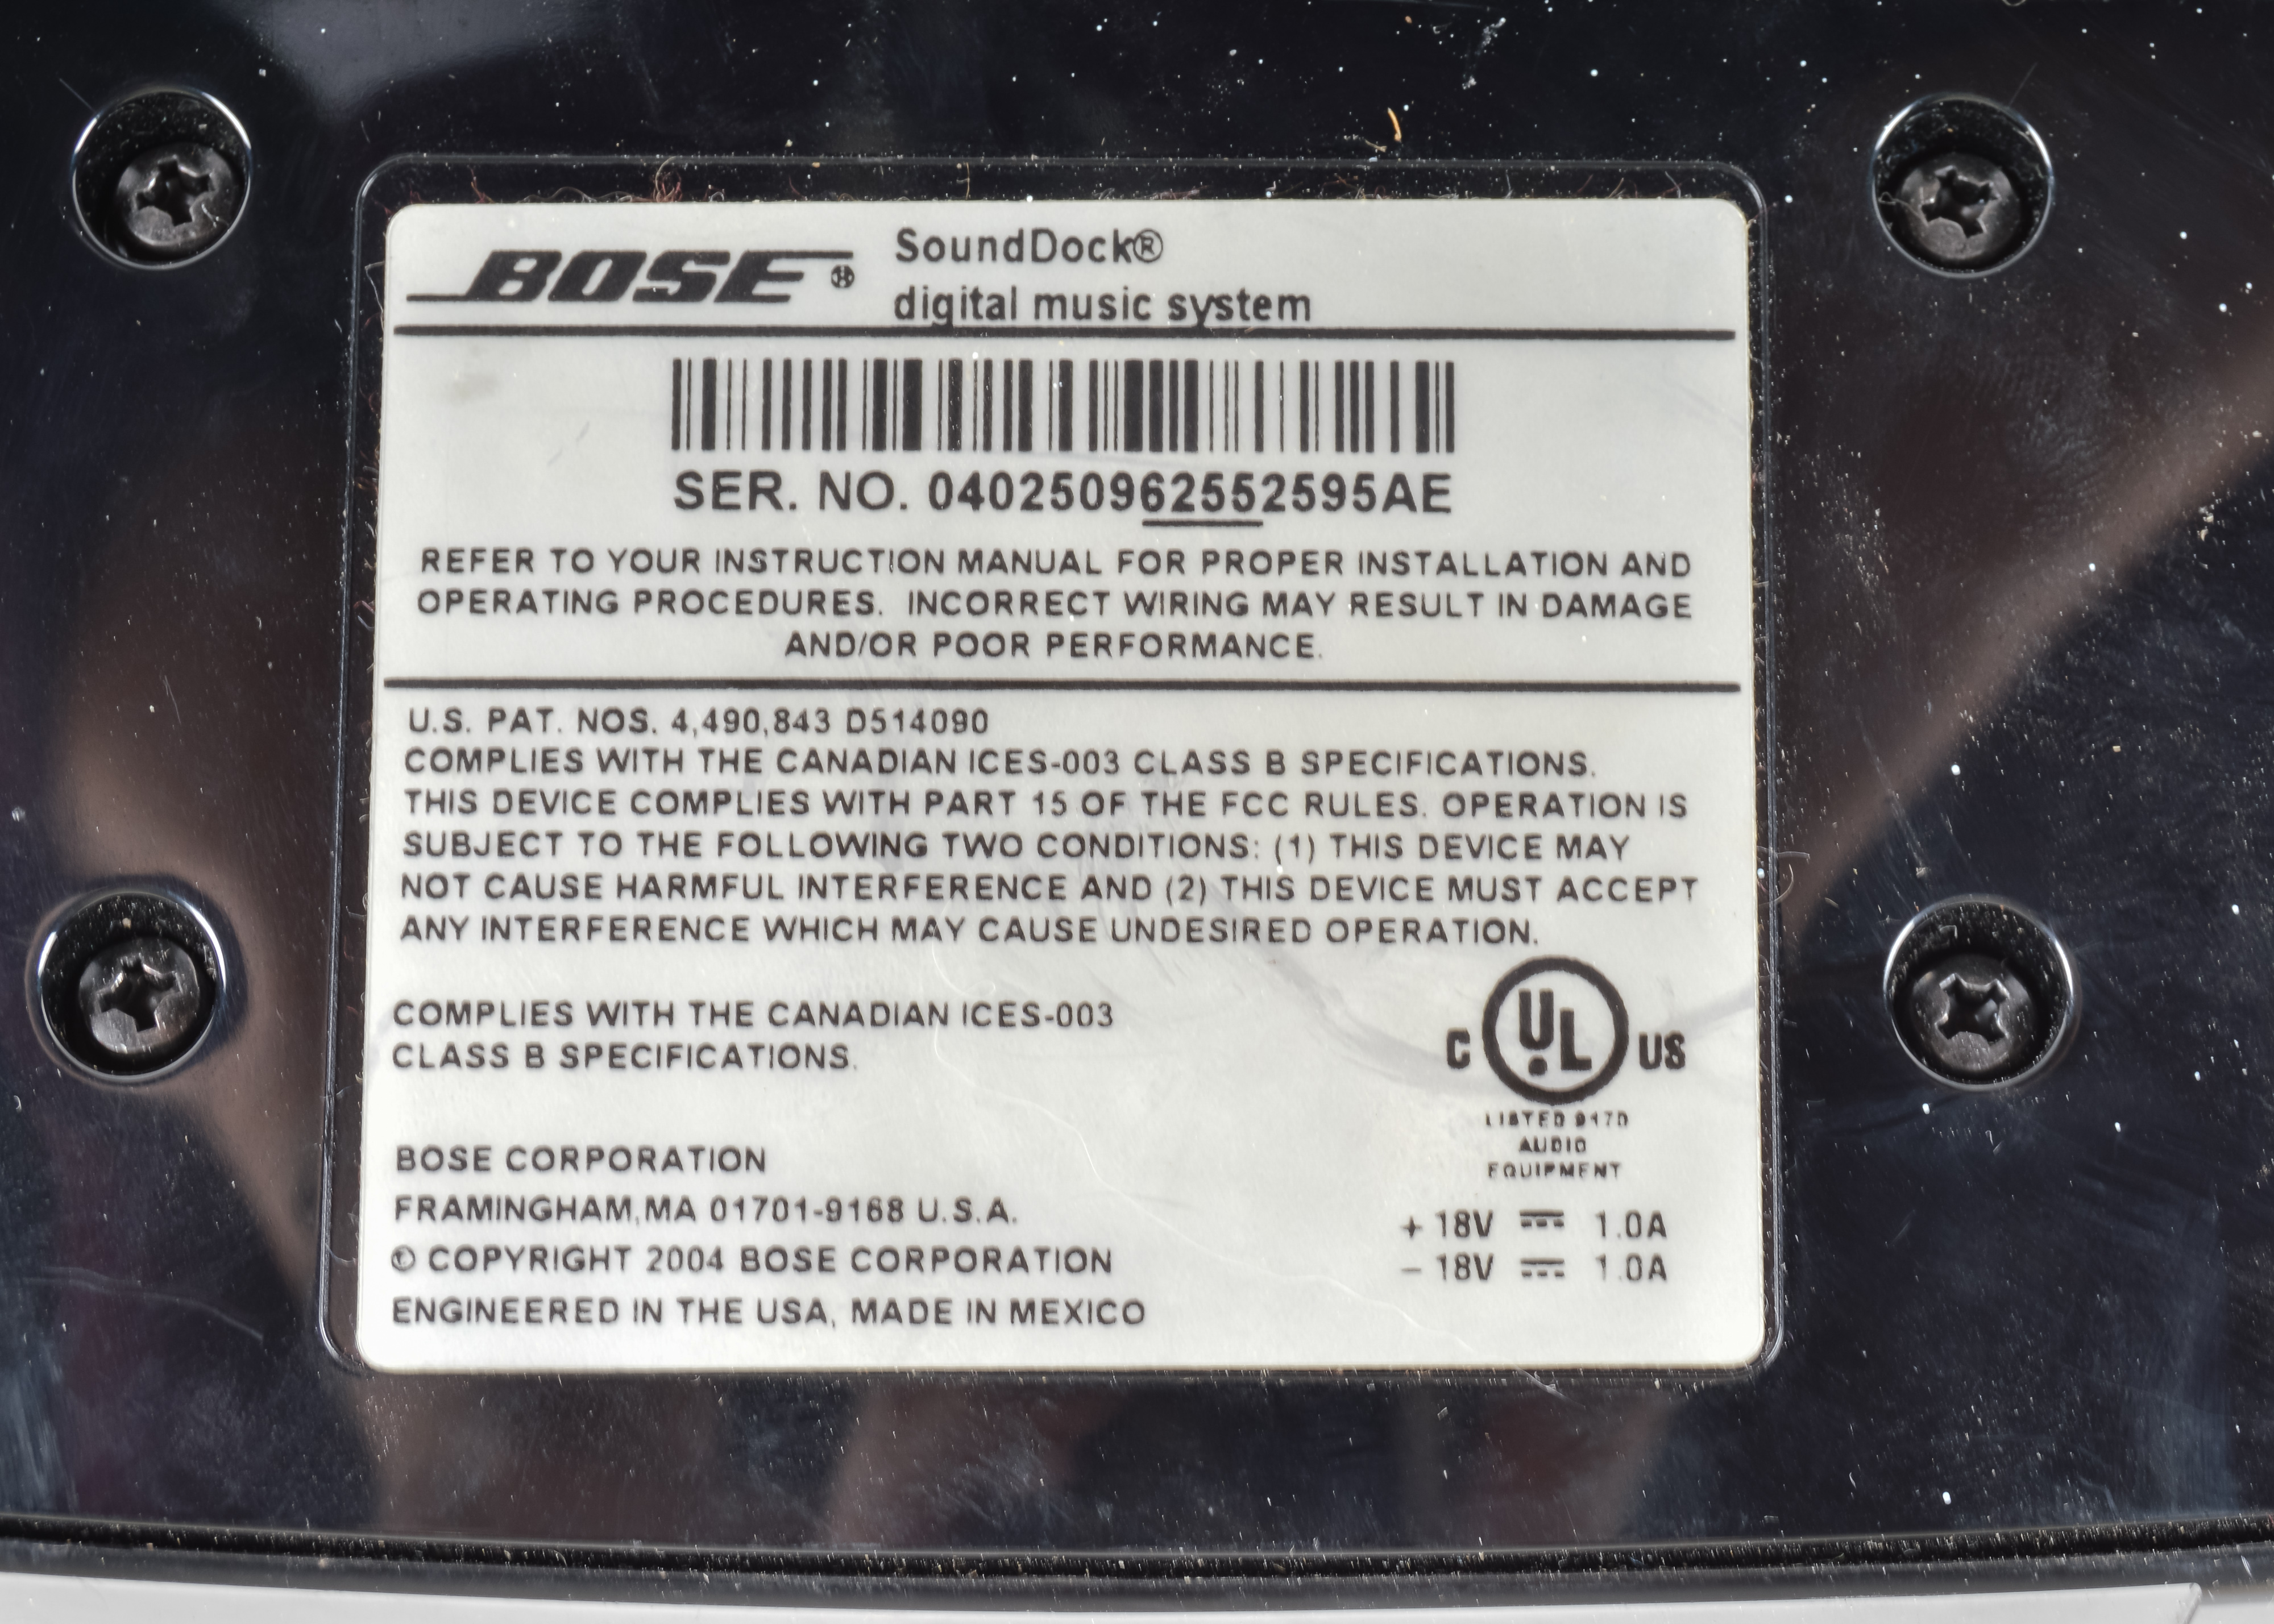 BOSE®
SoundDock®
digital music system
SER. NO. 040250962552595AE
REFER TO YOUR INSTRUCTION MANUAL FOR PROPER INSTALLATION AND
OPERATING PROCEDURES. INCORRECT WIRING MAY RESULT IN DAMAGE
AND/OR POOR PERFORMANCE.
U.S. PAT. NOS. 4,490,843 D514090
COMPLIES WITH THE CANADIAN ICES-003 CLASS B SPECIFICATIONS.
THIS DEVICE COMPLIES WITH PART 15 OF THE FCC RULES. OPERATION IS
SUBJECT TO THE FOLLOWING TWO CONDITIONS: (1) THIS DEVICE MAY
NOT CAUSE HARMFUL INTERFERENCE AND (2) THIS DEVICE MUST ACCEPT
ANY INTERFERENCE WHICH MAY CAUSE UNDESIRED OPERATION.
COMPLIES WITH THE CANADIAN ICES-003
CLASS B SPECIFICATIONS.
C UL US
LISTED 917D
AUDIO
EQUIPMENT
BOSE CORPORATION
FRAMINGHAM,MA 01701-9168 U.S.A.
© COPYRIGHT 2004 BOSE CORPORATION
ENGINEERED IN THE USA, MADE IN MEXICO
+ 18V ⎓ 1.0A
− 18V ⎓ 1.0A